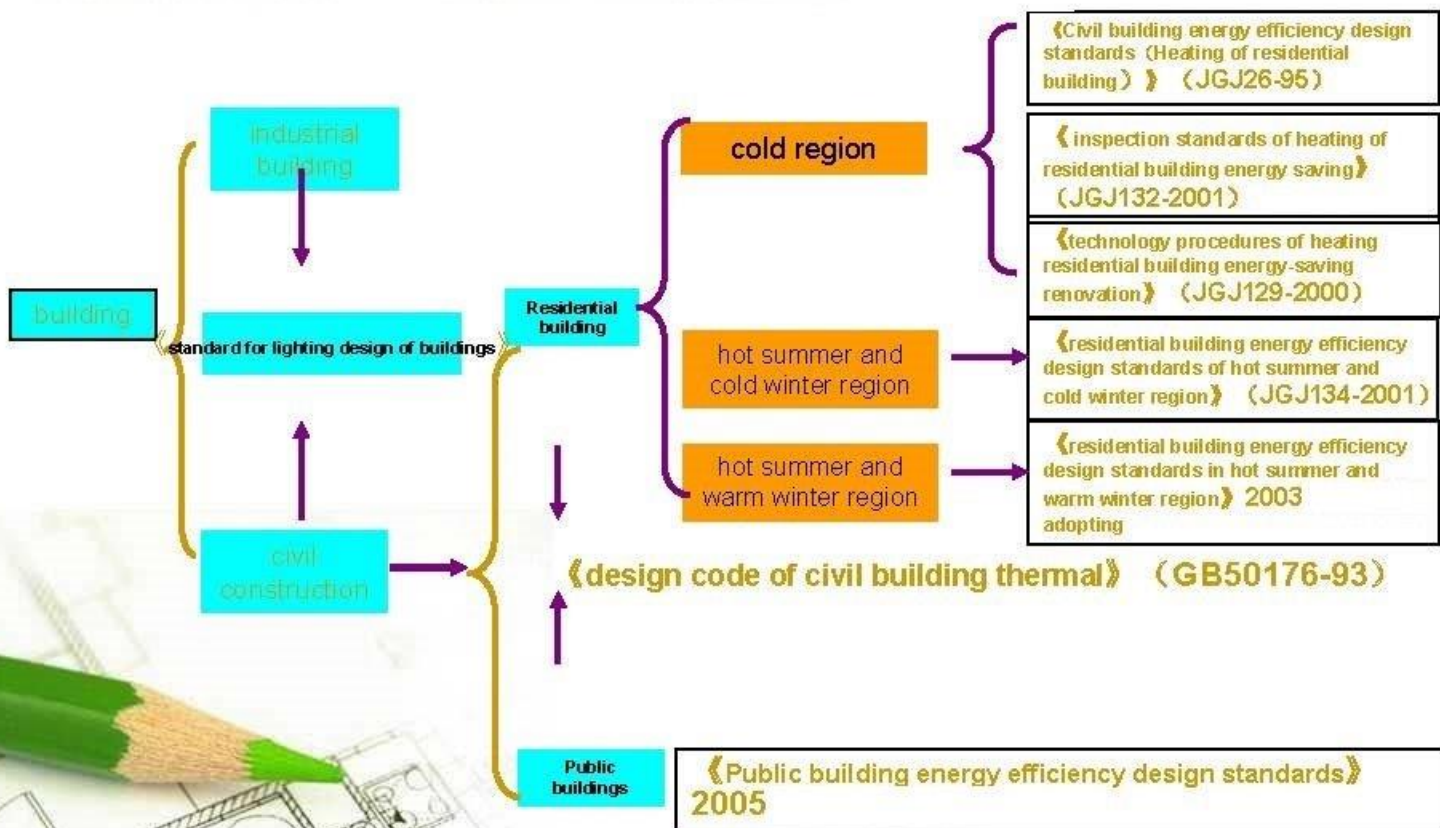 building
industrial
building
《standard for lighting design of buildings》
civil
construction
Residential
building
Public
buildings
cold region
hot summer and
cold winter region
hot summer and
warm winter region
《Civil building energy efficiency design
standards (Heating of residential
building) 》 （JGJ26-95）
《 inspection standards of heating of
residential building energy saving》
（JGJ132-2001）
《technology procedures of heating
residential building energy-saving
renovation》 （JGJ129-2000）
《residential building energy efficiency
design standards of hot summer and
cold winter region》 （JGJ134-2001）
《residential building energy efficiency
design standards in hot summer and
warm winter region》 2003
adopting
《design code of civil building thermal》 （GB50176-93）
《Public building energy efficiency design standards》
2005